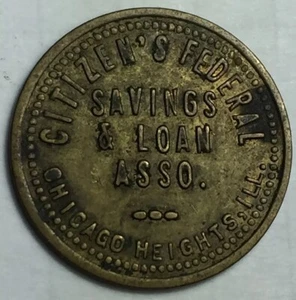 CITIZEN'S FEDERAL
SAVINGS
& LOAN
ASSO.
CHICAGO HEIGHTS, ILL.